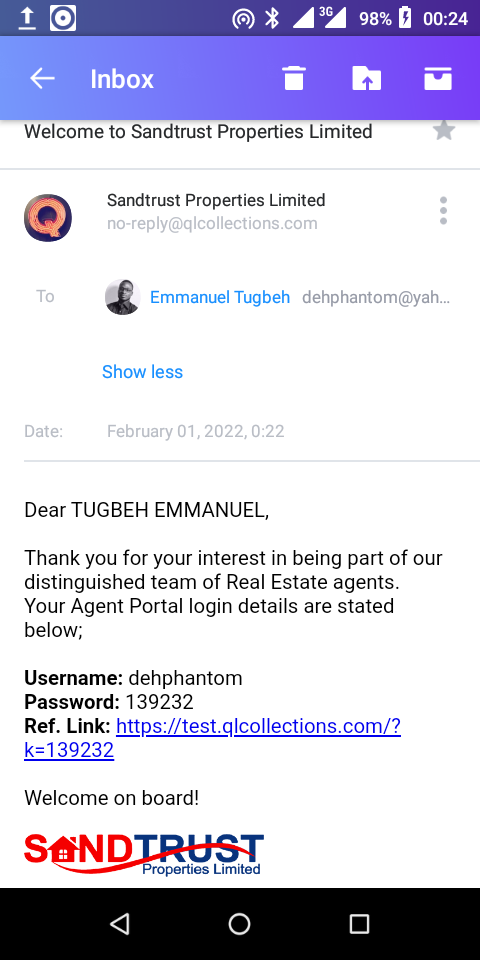 3G 98% 00:24
Inbox
Welcome to Sandtrust Properties Limited
Sandtrust Properties Limited
no-reply@qlcollections.com
To Emmanuel Tugbeh dehphantom@yah...
Show less
Date: February 01, 2022, 0:22
Dear TUGBEH EMMANUEL,
Thank you for your interest in being part of our
distinguished team of Real Estate agents.
Your Agent Portal login details are stated
below;
Username: dehphantom
Password: 139232
Ref. Link: https://test.qlcollections.com/?
k=139232
Welcome on board!
SANDTRUST
Properties Limited